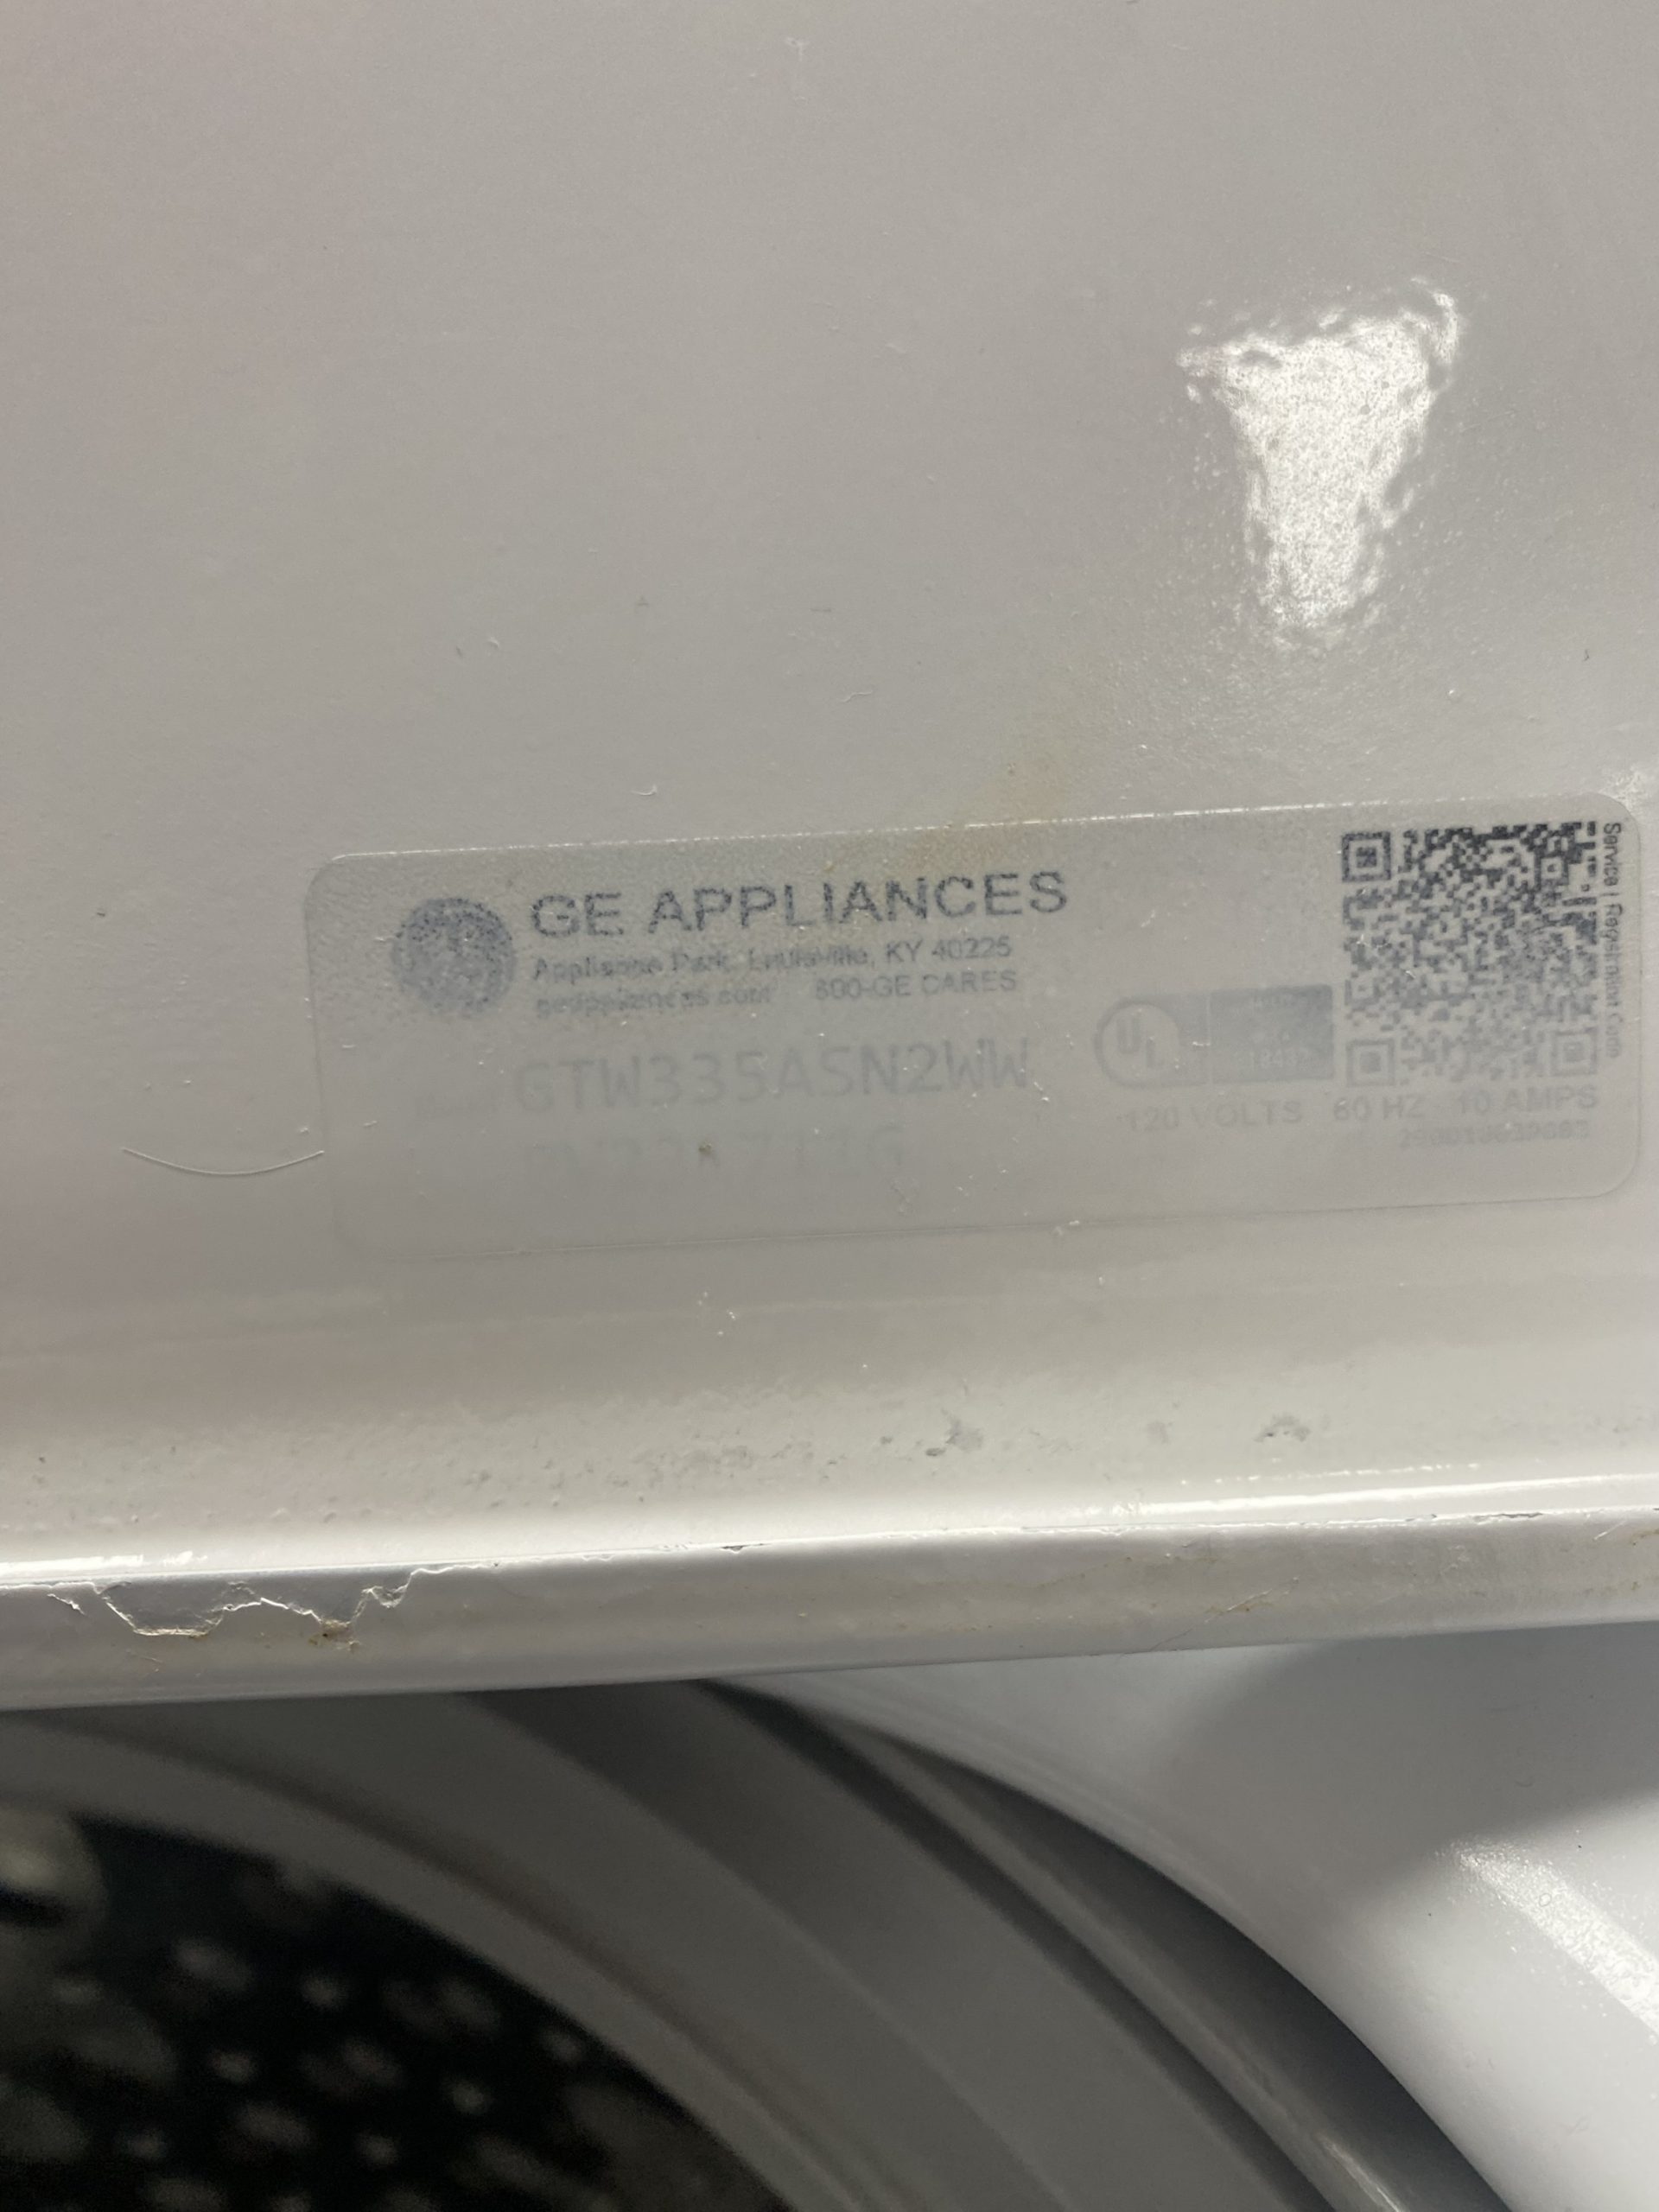 GE APPLIANCES
Appliance Park, Louisville, KY 40225
geappliances.com 800-GE CARES
GTW335ASN2WW
UL
120 VOLTS 60 HZ 10 AMPS
Service | Registration